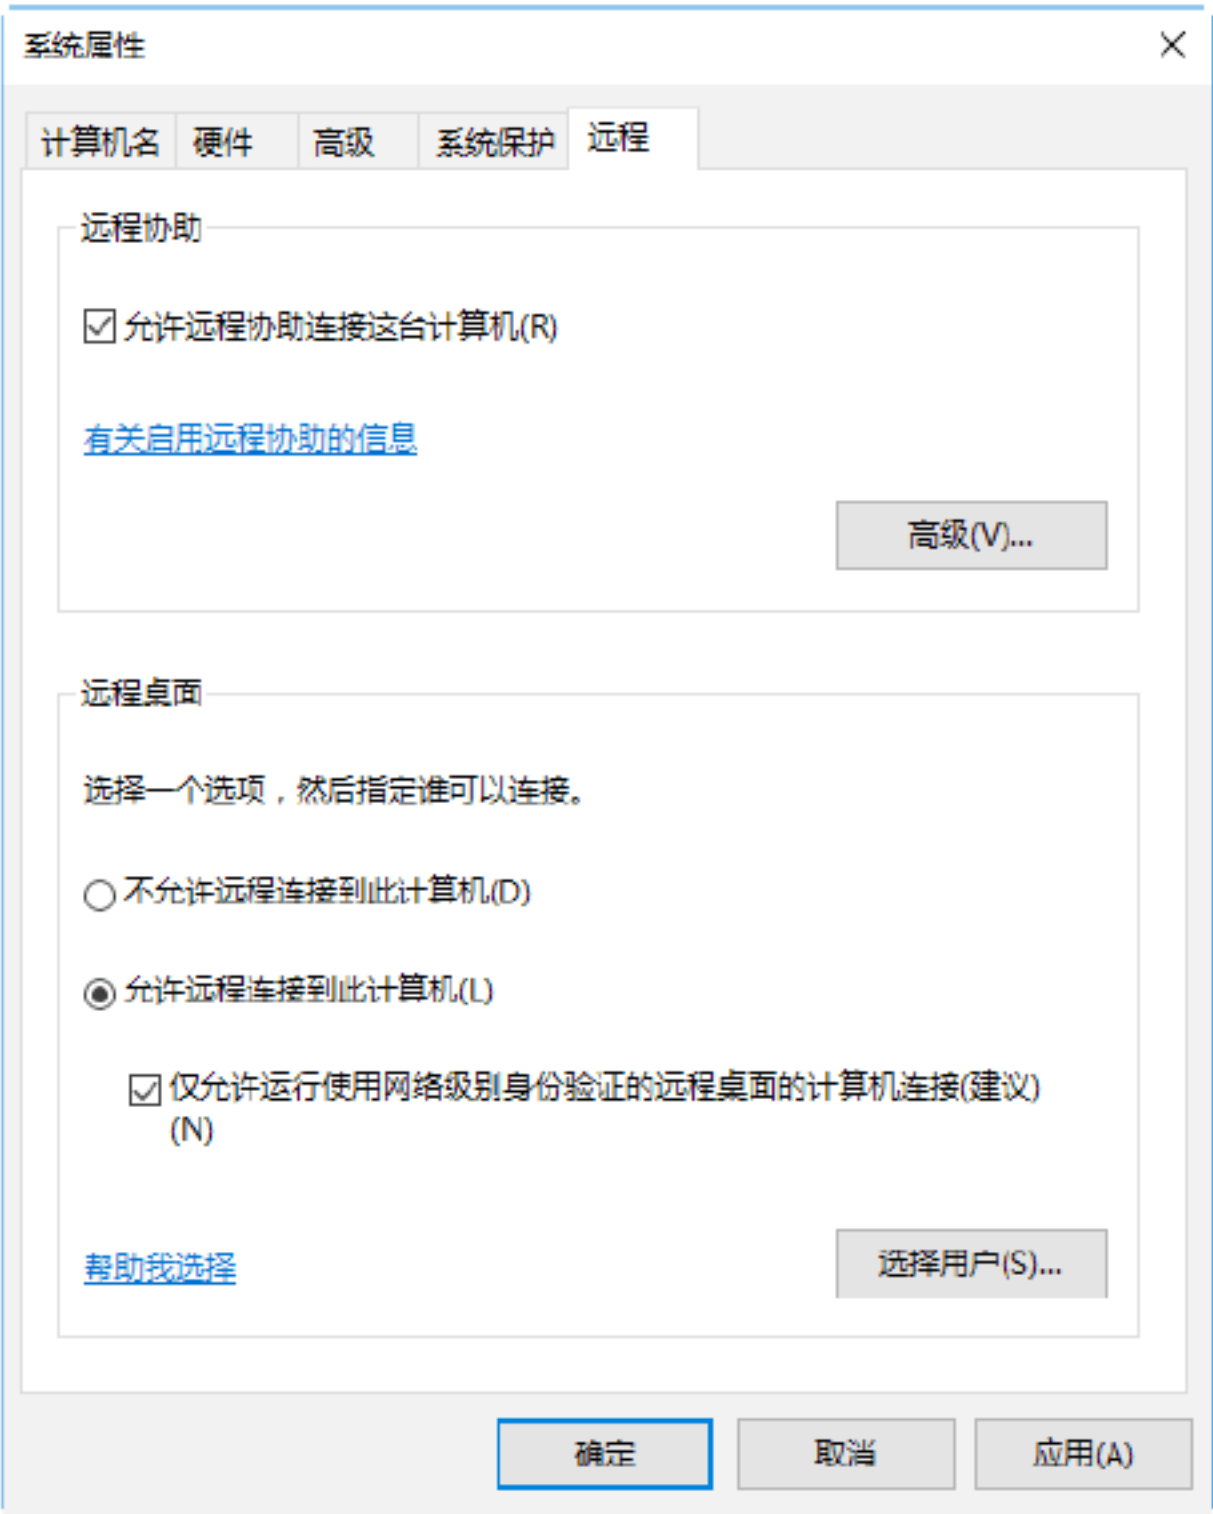 系统属性
计算机名 硬件 高级 系统保护 远程
远程协助
允许远程协助连接这台计算机(R)
有关启用远程协助的信息
高级(V)...
远程桌面
选择一个选项，然后指定谁可以连接。
不允许远程连接到此计算机(D)
允许远程连接到此计算机(L)
仅允许运行使用网络级别身份验证的远程桌面的计算机连接(建议)
(N)
帮助我选择
选择用户(S)...
确定 取消 应用(A)